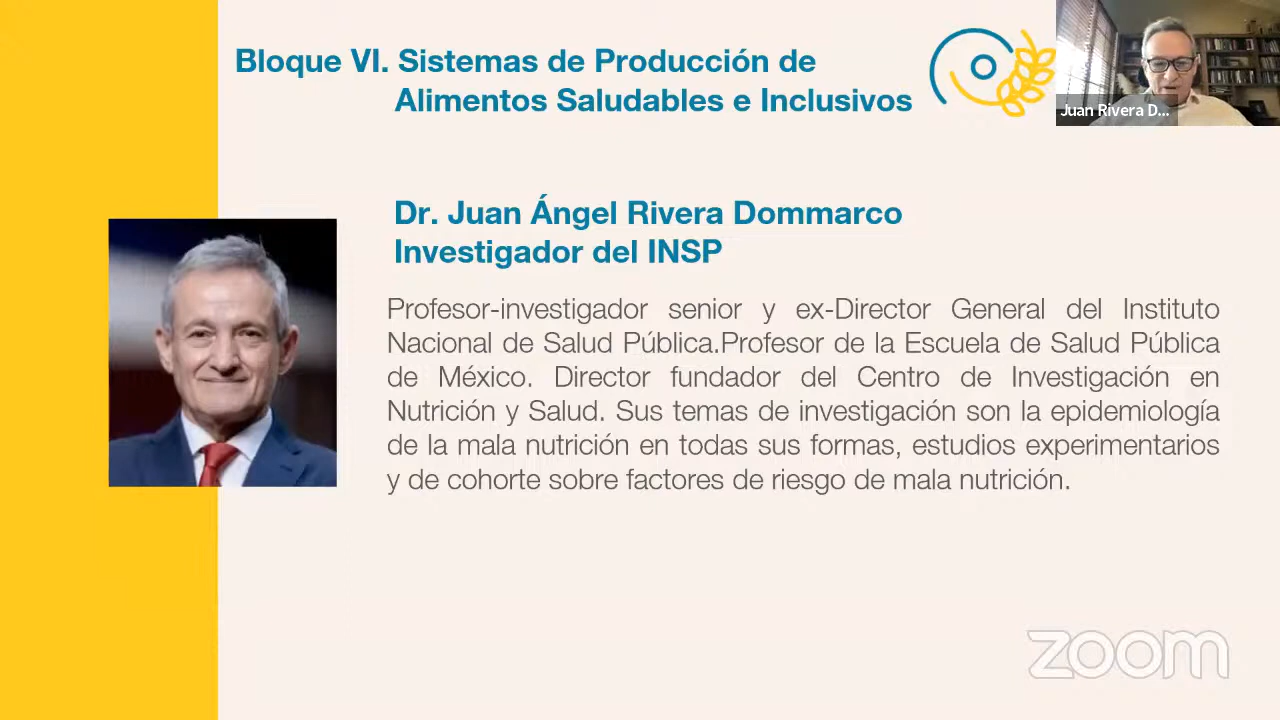 Bloque VI. Sistemas de Producción de
Alimentos Saludables e Inclusivos
Juan Rivera D...
Dr. Juan Ángel Rivera Dommarco
Investigador del INSP
Profesor-investigador senior y ex-Director General del Instituto
Nacional de Salud Pública.Profesor de la Escuela de Salud Pública
de México. Director fundador del Centro de Investigación en
Nutrición y Salud. Sus temas de investigación son la epidemiología
de la mala nutrición en todas sus formas, estudios experimentarios
y de cohorte sobre factores de riesgo de mala nutrición.
zoom